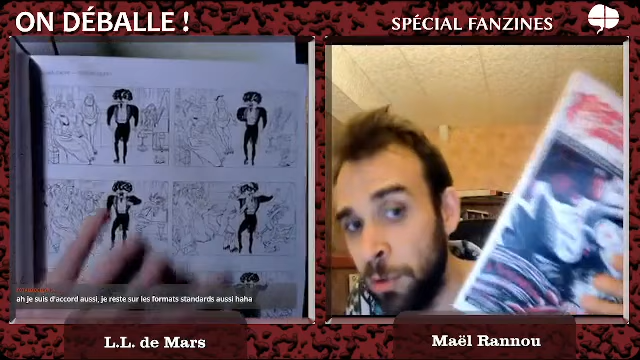 ON DÉBALLE !
SPÉCIAL FANZINES
ah je suis d'accord aussi, je reste sur les formats standards aussi haha
L.L. de Mars
Maël Rannou